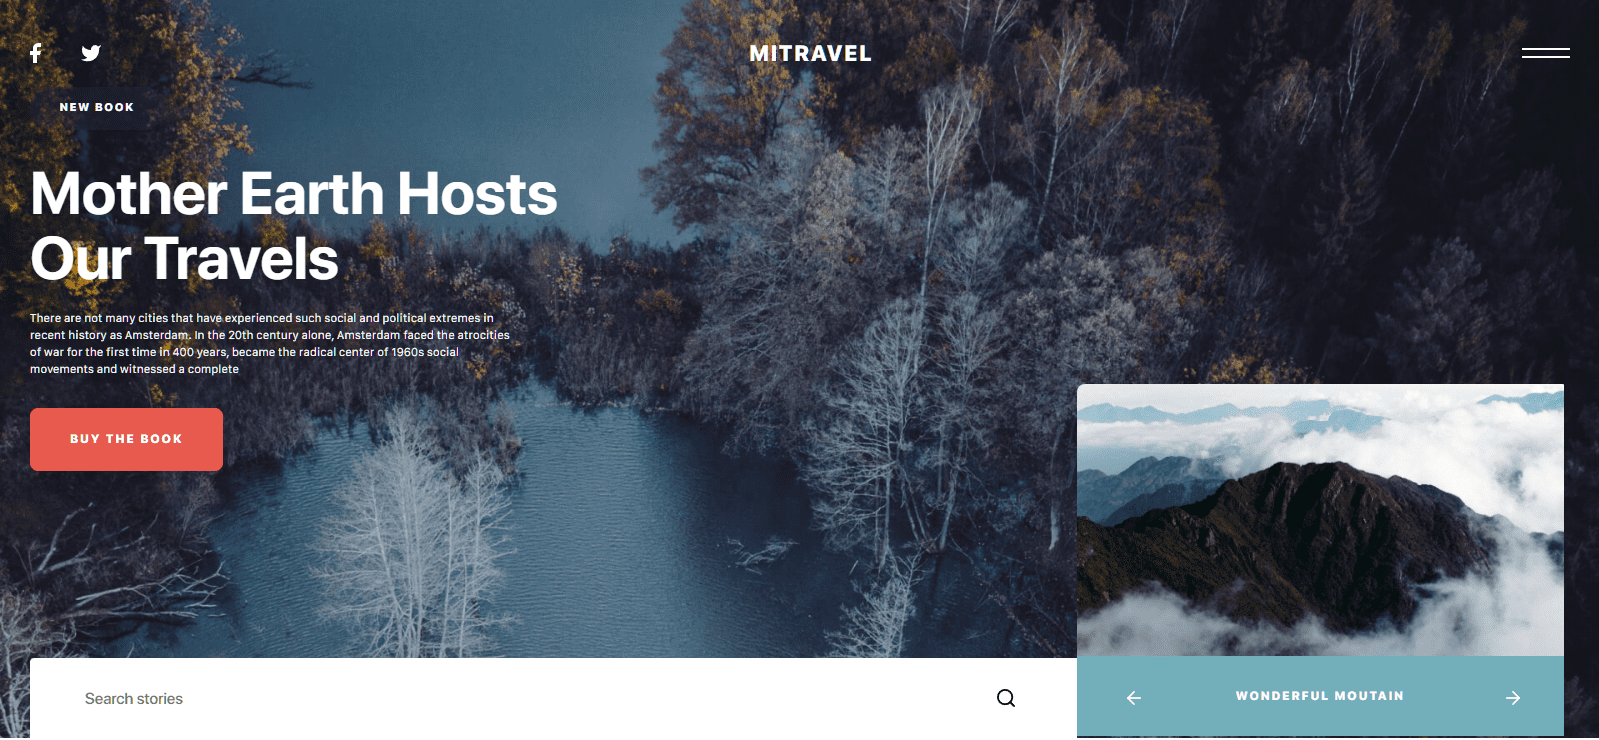 MITRAVEL
NEW BOOK
Mother Earth Hosts
Our Travels
There are not many cities that have experienced such social and political extremes in
recent history as Amsterdam. In the 20th century alone, Amsterdam faced the atrocities
of war for the first time in 400 years, became the radical center of 1960s social
movements and witnessed a complete
BUY THE BOOK
Search stories
WONDERFUL MOUTAIN